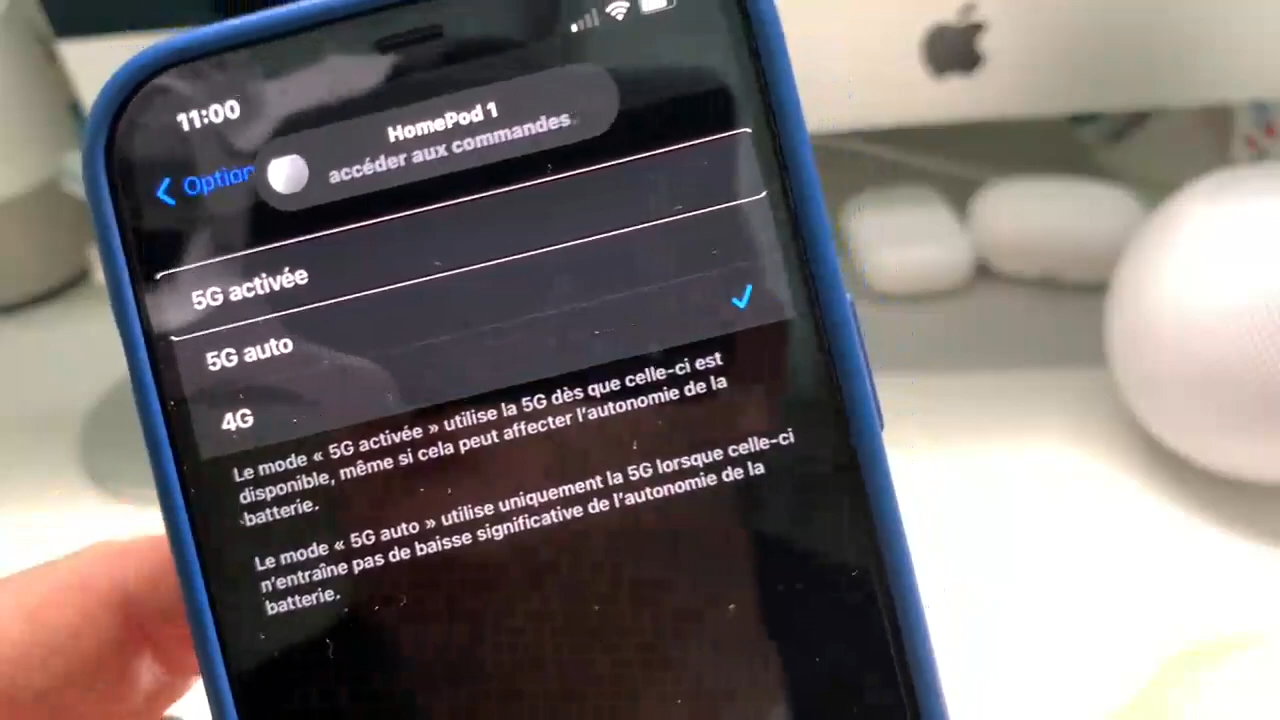 11:00
HomePod 1
accéder aux commandes
Option
5G activée
5G auto
4G
Le mode « 5G activée » utilise la 5G dès que celle-ci est
disponible, même si cela peut affecter l'autonomie de la
batterie.
Le mode « 5G auto » utilise uniquement la 5G lorsque celle-ci
n'entraîne pas de baisse significative de l'autonomie de la
batterie.